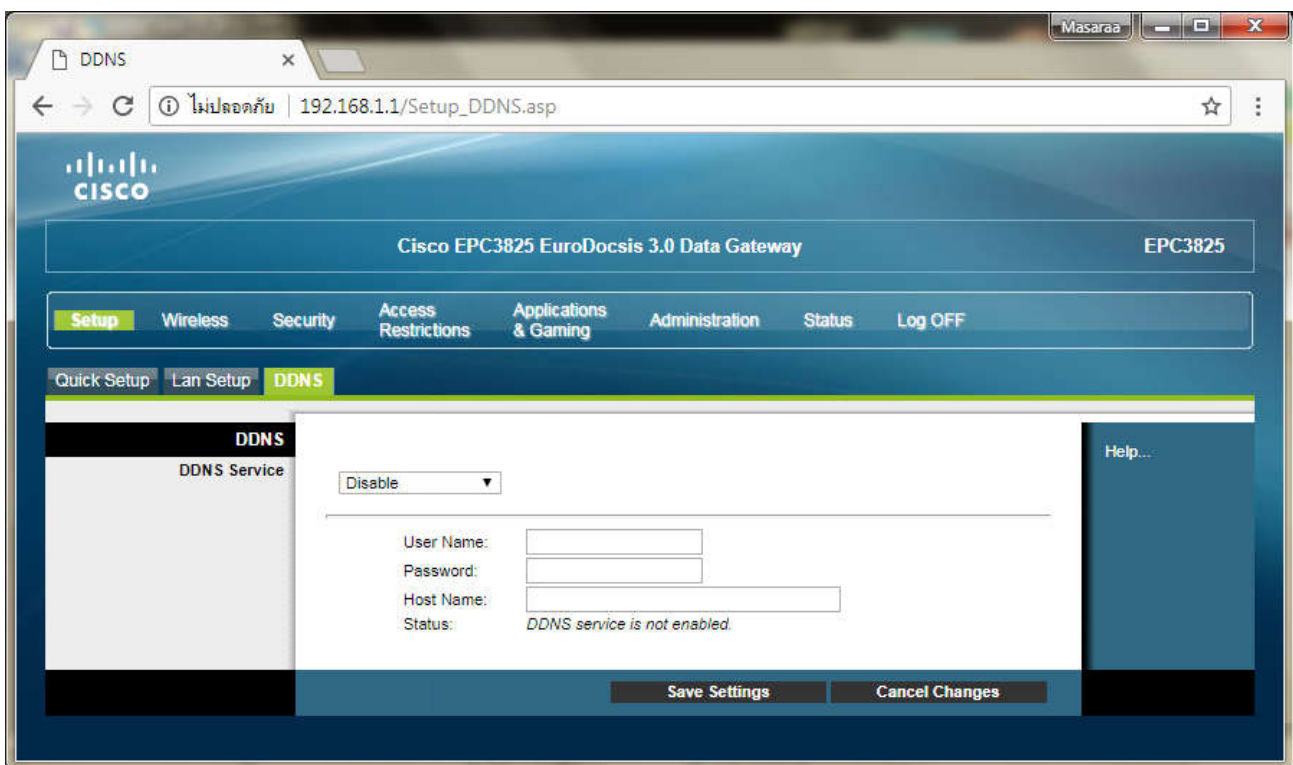 Masaraa
DDNS
ไม่ปลอดภัย 192.168.1.1/Setup_DDNS.asp
CISCO
Cisco EPC3825 EuroDocsis 3.0 Data Gateway EPC3825
Setup Wireless Security Access Restrictions Applications & Gaming Administration Status Log OFF
Quick Setup Lan Setup DDNS
DDNS
Help...
DDNS Service
Disable
User Name:
Password:
Host Name:
Status: DDNS service is not enabled.
Save Settings Cancel Changes